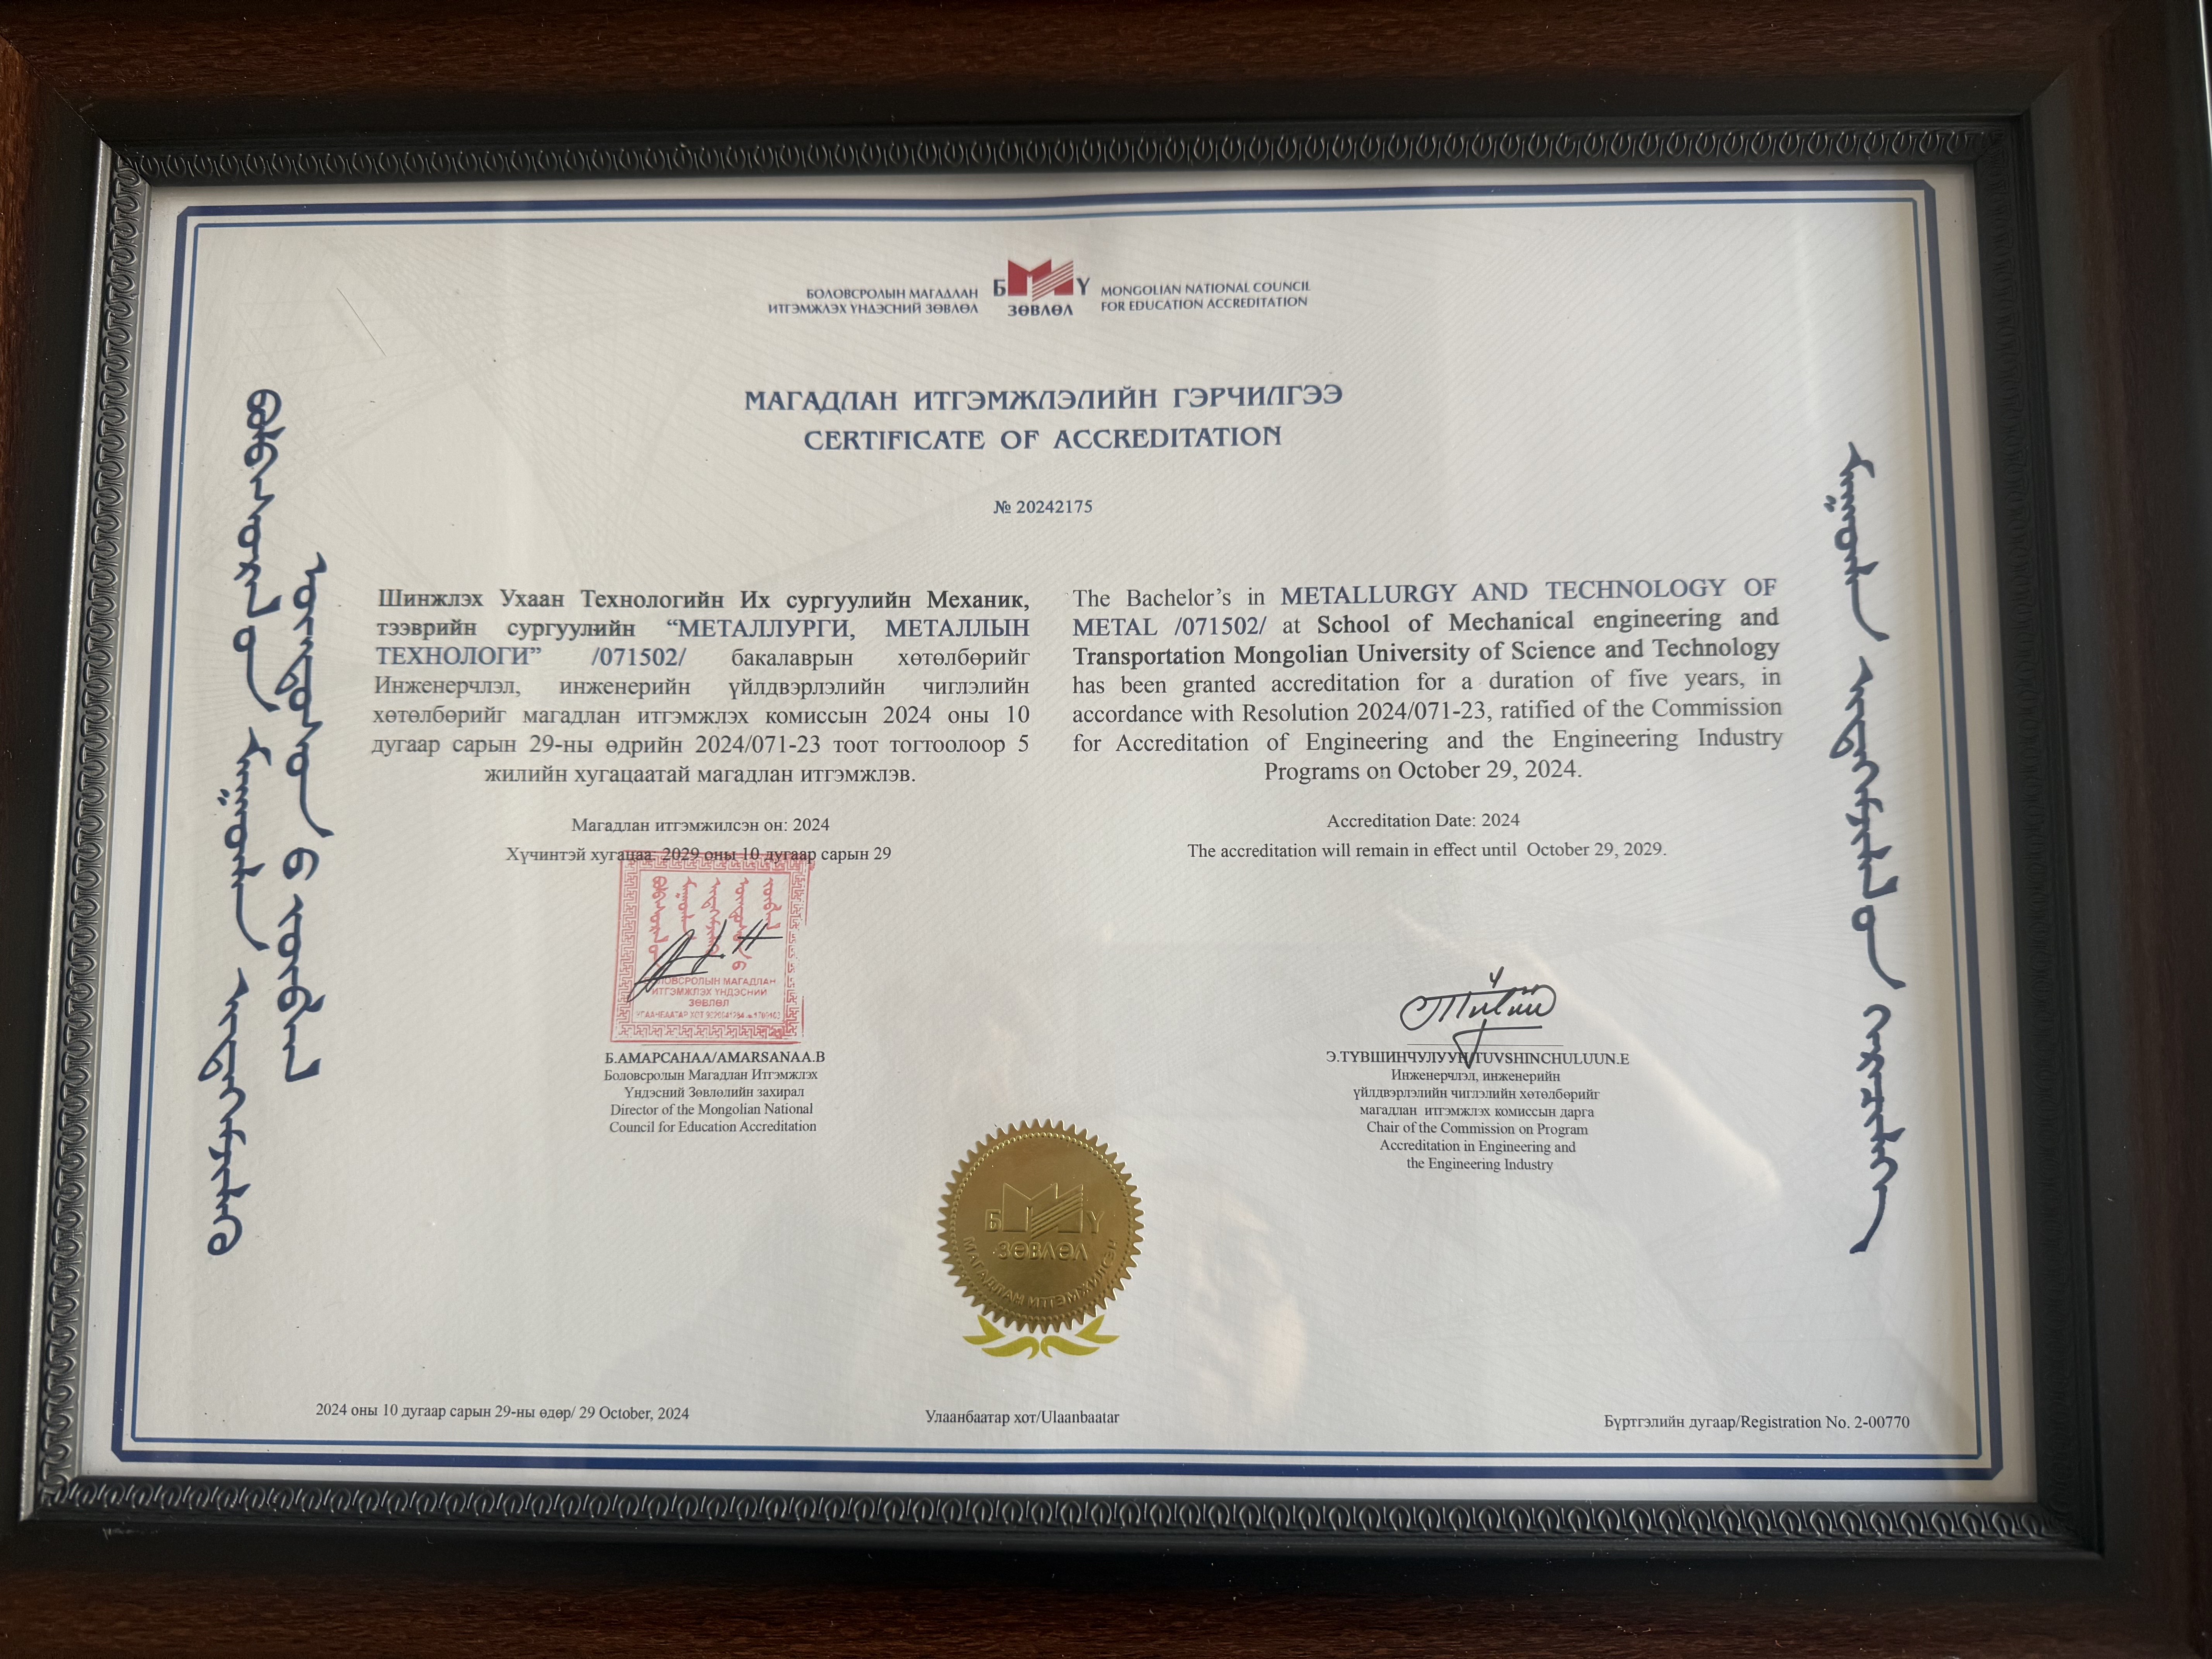 БОЛОВСРОЛЫН МАГАДЛАН
ИТГЭМЖЛЭХ ҮНДЭСНИЙ ЗӨВЛӨЛ
Б Ү
ЗӨВЛӨЛ
MONGOLIAN NATIONAL COUNCIL
FOR EDUCATION ACCREDITATION
МАГАДЛАН ИТГЭМЖЛЭЛИЙН ГЭРЧИЛГЭЭ
CERTIFICATE OF ACCREDITATION
№ 20242175
Шинжлэх Ухаан Технологийн Их сургуулийн Механик,
тээврийн сургуулийн “МЕТАЛЛУРГИ, МЕТАЛЛЫН
ТЕХНОЛОГИ” /071502/ бакалаврын хөтөлбөрийг
Инженерчлэл, инженерийн үйлдвэрлэлийн чиглэлийн
хөтөлбөрийг магадлан итгэмжлэх комиссын 2024 оны 10
дугаар сарын 29-ны өдрийн 2024/071-23 тоот тогтоолоор 5
жилийн хугацаатай магадлан итгэмжлэв.
Магадлан итгэмжилсэн он: 2024
Хүчинтэй хугацаа. 2029 оны 10 дугаар сарын 29
The Bachelor’s in METALLURGY AND TECHNOLOGY OF
METAL /071502/ at School of Mechanical engineering and
Transportation Mongolian University of Science and Technology
has been granted accreditation for a duration of five years, in
accordance with Resolution 2024/071-23, ratified of the Commission
for Accreditation of Engineering and the Engineering Industry
Programs on October 29, 2024.
Accreditation Date: 2024
The accreditation will remain in effect until October 29, 2029.
МАГАДЛАН
ИТГЭМЖЛЭХ ҮНДЭСНИЙ
ЗӨВЛӨЛ
Б.АМАРСАНАА/AMARSANAA.B
Боловсролын Магадлан Итгэмжлэх
Үндэсний Зөвлөлийн захирал
Director of the Mongolian National
Council for Education Accreditation
Э.ТҮВШИНЧУЛУУН/TUVSHINCHULUUN.E
Инженерчлэл, инженерийн
үйлдвэрлэлийн чиглэлийн хөтөлбөрийг
магадлан итгэмжлэх комиссын дарга
Chair of the Commission on Program
Accreditation in Engineering and
the Engineering Industry
Б Ү
ЗӨВЛӨЛ
МАГАДЛАН ИТГЭМЖИЛСЭН
2024 оны 10 дугаар сарын 29-ны өдөр/ 29 October, 2024
Улаанбаатар хот/Ulaanbaatar
Бүртгэлийн дугаар/Registration No. 2-00770